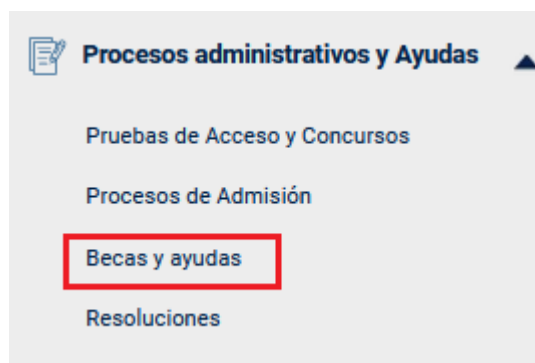 Procesos administrativos y Ayudas
Pruebas de Acceso y Concursos
Procesos de Admisión
Becas y ayudas
Resoluciones